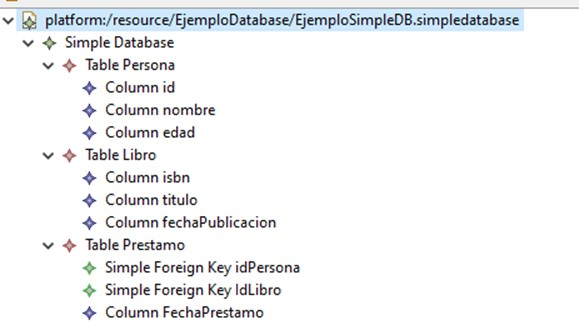 platform:/resource/EjemploDatabase/EjemploSimpleDB.simpledatabase
Simple Database
Table Persona
Column id
Column nombre
Column edad
Table Libro
Column isbn
Column titulo
Column fechaPublicacion
Table Prestamo
Simple Foreign Key idPersona
Simple Foreign Key IdLibro
Column FechaPrestamo